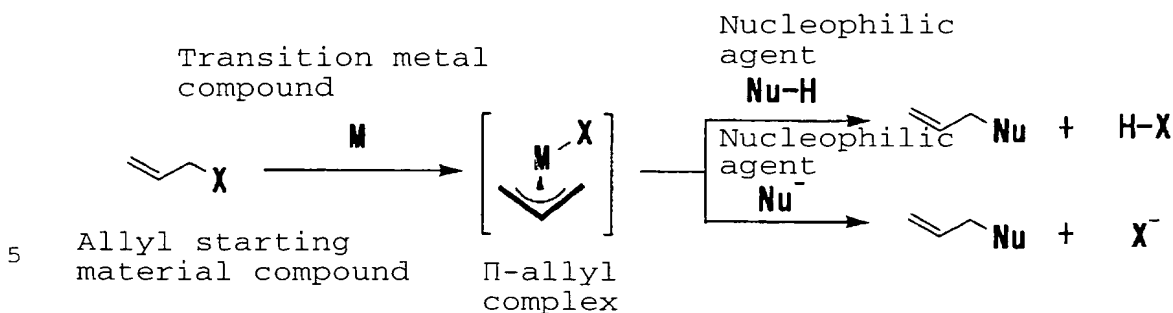 Transition metal
compound
M
X
[M X]
Nucleophilic
agent
Nu-H
Nu + H-X
Nucleophilic
agent
Nu⁻
Nu + X⁻
5
Allyl starting
material compound
Π-allyl
complex